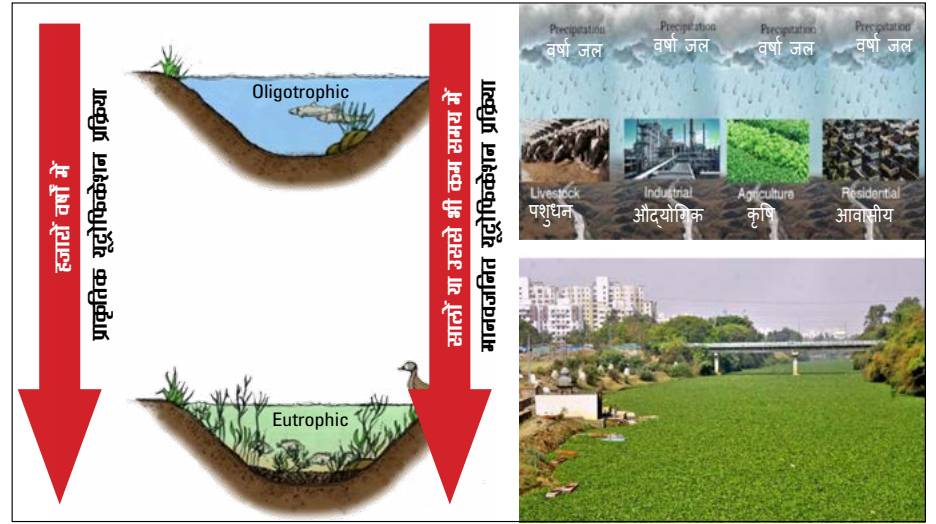 हजारों वर्षों में
प्राकृतिक यूट्रोफिकेशन प्रक्रिया
Oligotrophic
Eutrophic
सालों या उससे भी कम समय में
मानवजनित यूट्रोफिकेशन प्रक्रिया
Precipitation Precipitation Precipitation Precipitation
वर्षा जल वर्षा जल वर्षा जल वर्षा जल
Livestock Industrial Agriculture Residential
पशुधन औद्योगिक कृषि आवासीय